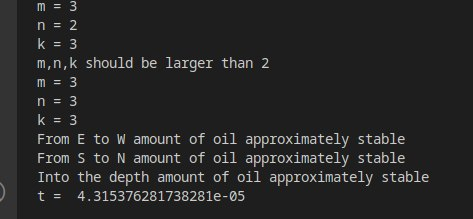 m = 3
n = 2
k = 3
m,n,k should be larger than 2
m = 3
n = 3
k = 3
From E to W amount of oil approximately stable
From S to N amount of oil approximately stable
Into the depth amount of oil approximately stable
t =  4.315376281738281e-05